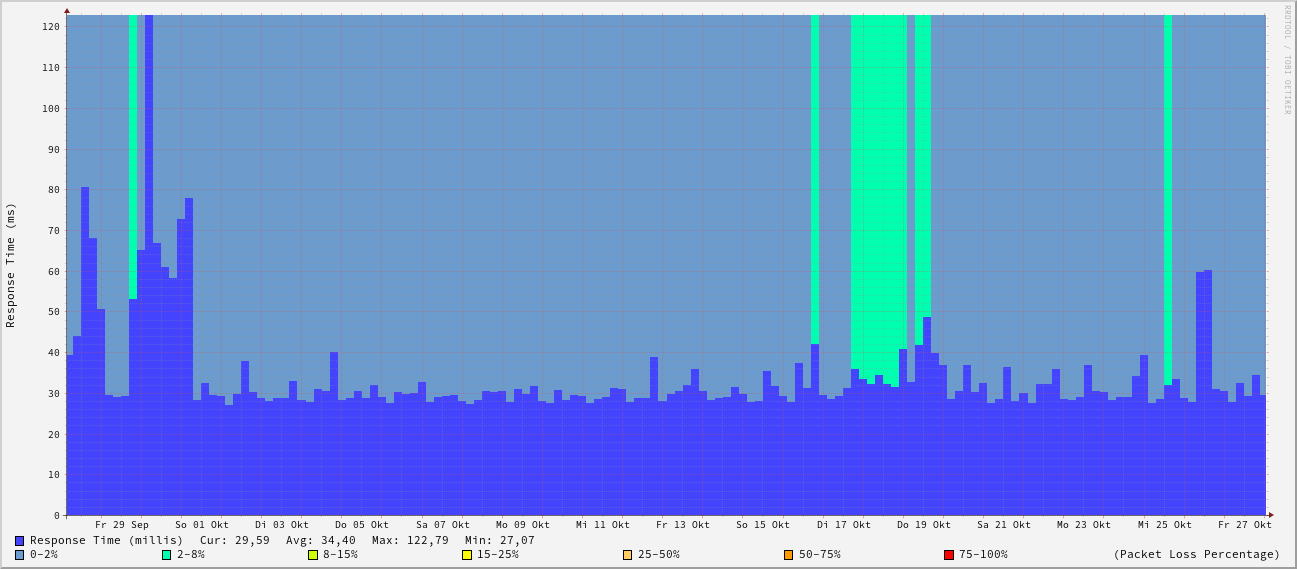 RRDTOOL / TOBI OETIKER
Response Time (ms)
120
110
100
90
80
70
60
50
40
30
20
10
0
Fr 29 Sep So 01 Okt Di 03 Okt Do 05 Okt Sa 07 Okt Mo 09 Okt Mi 11 Okt Fr 13 Okt So 15 Okt Di 17 Okt Do 19 Okt Sa 21 Okt Mo 23 Okt Mi 25 Okt Fr 27 Okt
Response Time (millis) Cur: 29,59 Avg: 34,40 Max: 122,79 Min: 27,07
0-2% 2-8% 8-15% 15-25% 25-50% 50-75% 75-100% (Packet Loss Percentage)